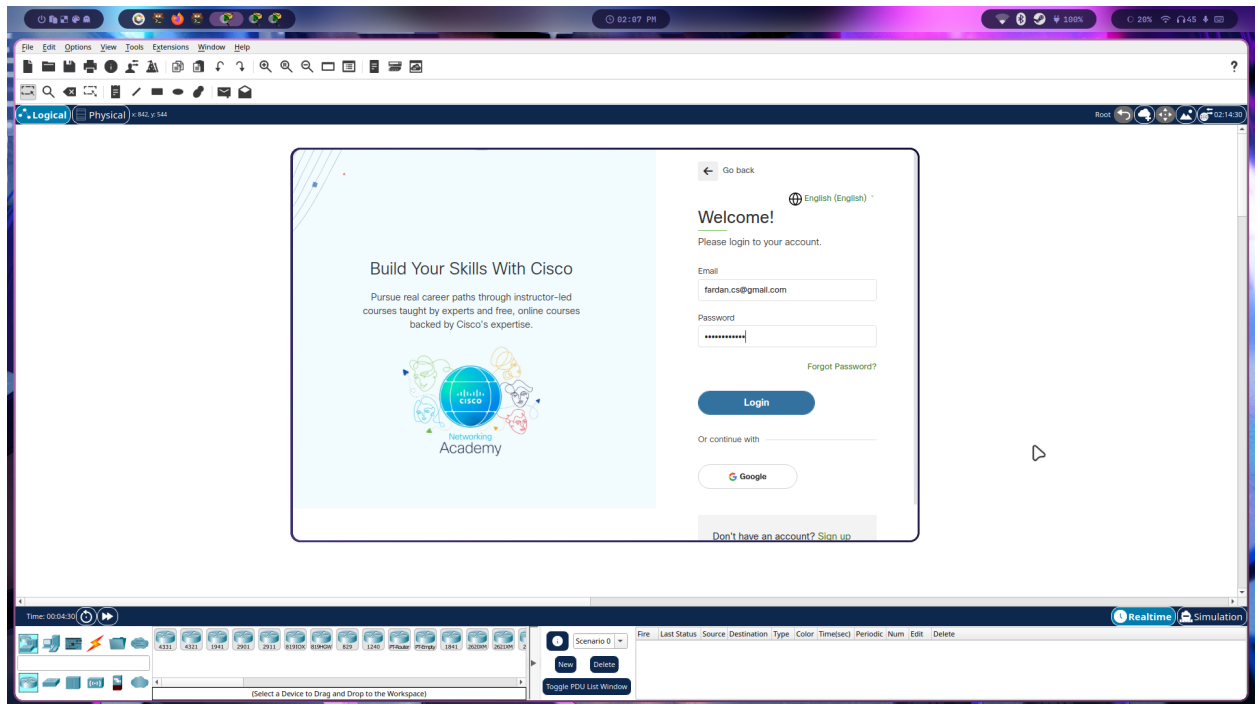 02:07 PM
100%
20%
45
File Edit Options View Tools Extensions Window Help
?
Logical
Physical
x: 842, y: 544
Root
02:14:30
Go back
English (English)
Welcome!
Please login to your account.
Email
fardan.cs@gmail.com
Password
••••••••••••
Forgot Password?
Login
Or continue with
Google
Don't have an account? Sign up
Build Your Skills With Cisco
Pursue real career paths through instructor-led
courses taught by experts and free, online courses
backed by Cisco's expertise.
CISCO
Networking
Academy
Time: 00:04:30
Realtime
Simulation
4331 4321 1941 2901 2911 819IOX 819HGW 829 1240 PT-Router PT-Empty 1841 2620XM 2621XM 2
(Select a Device to Drag and Drop to the Workspace)
Scenario 0
New
Delete
Toggle PDU List Window
Fire Last Status Source Destination Type Color Time(sec) Periodic Num Edit Delete